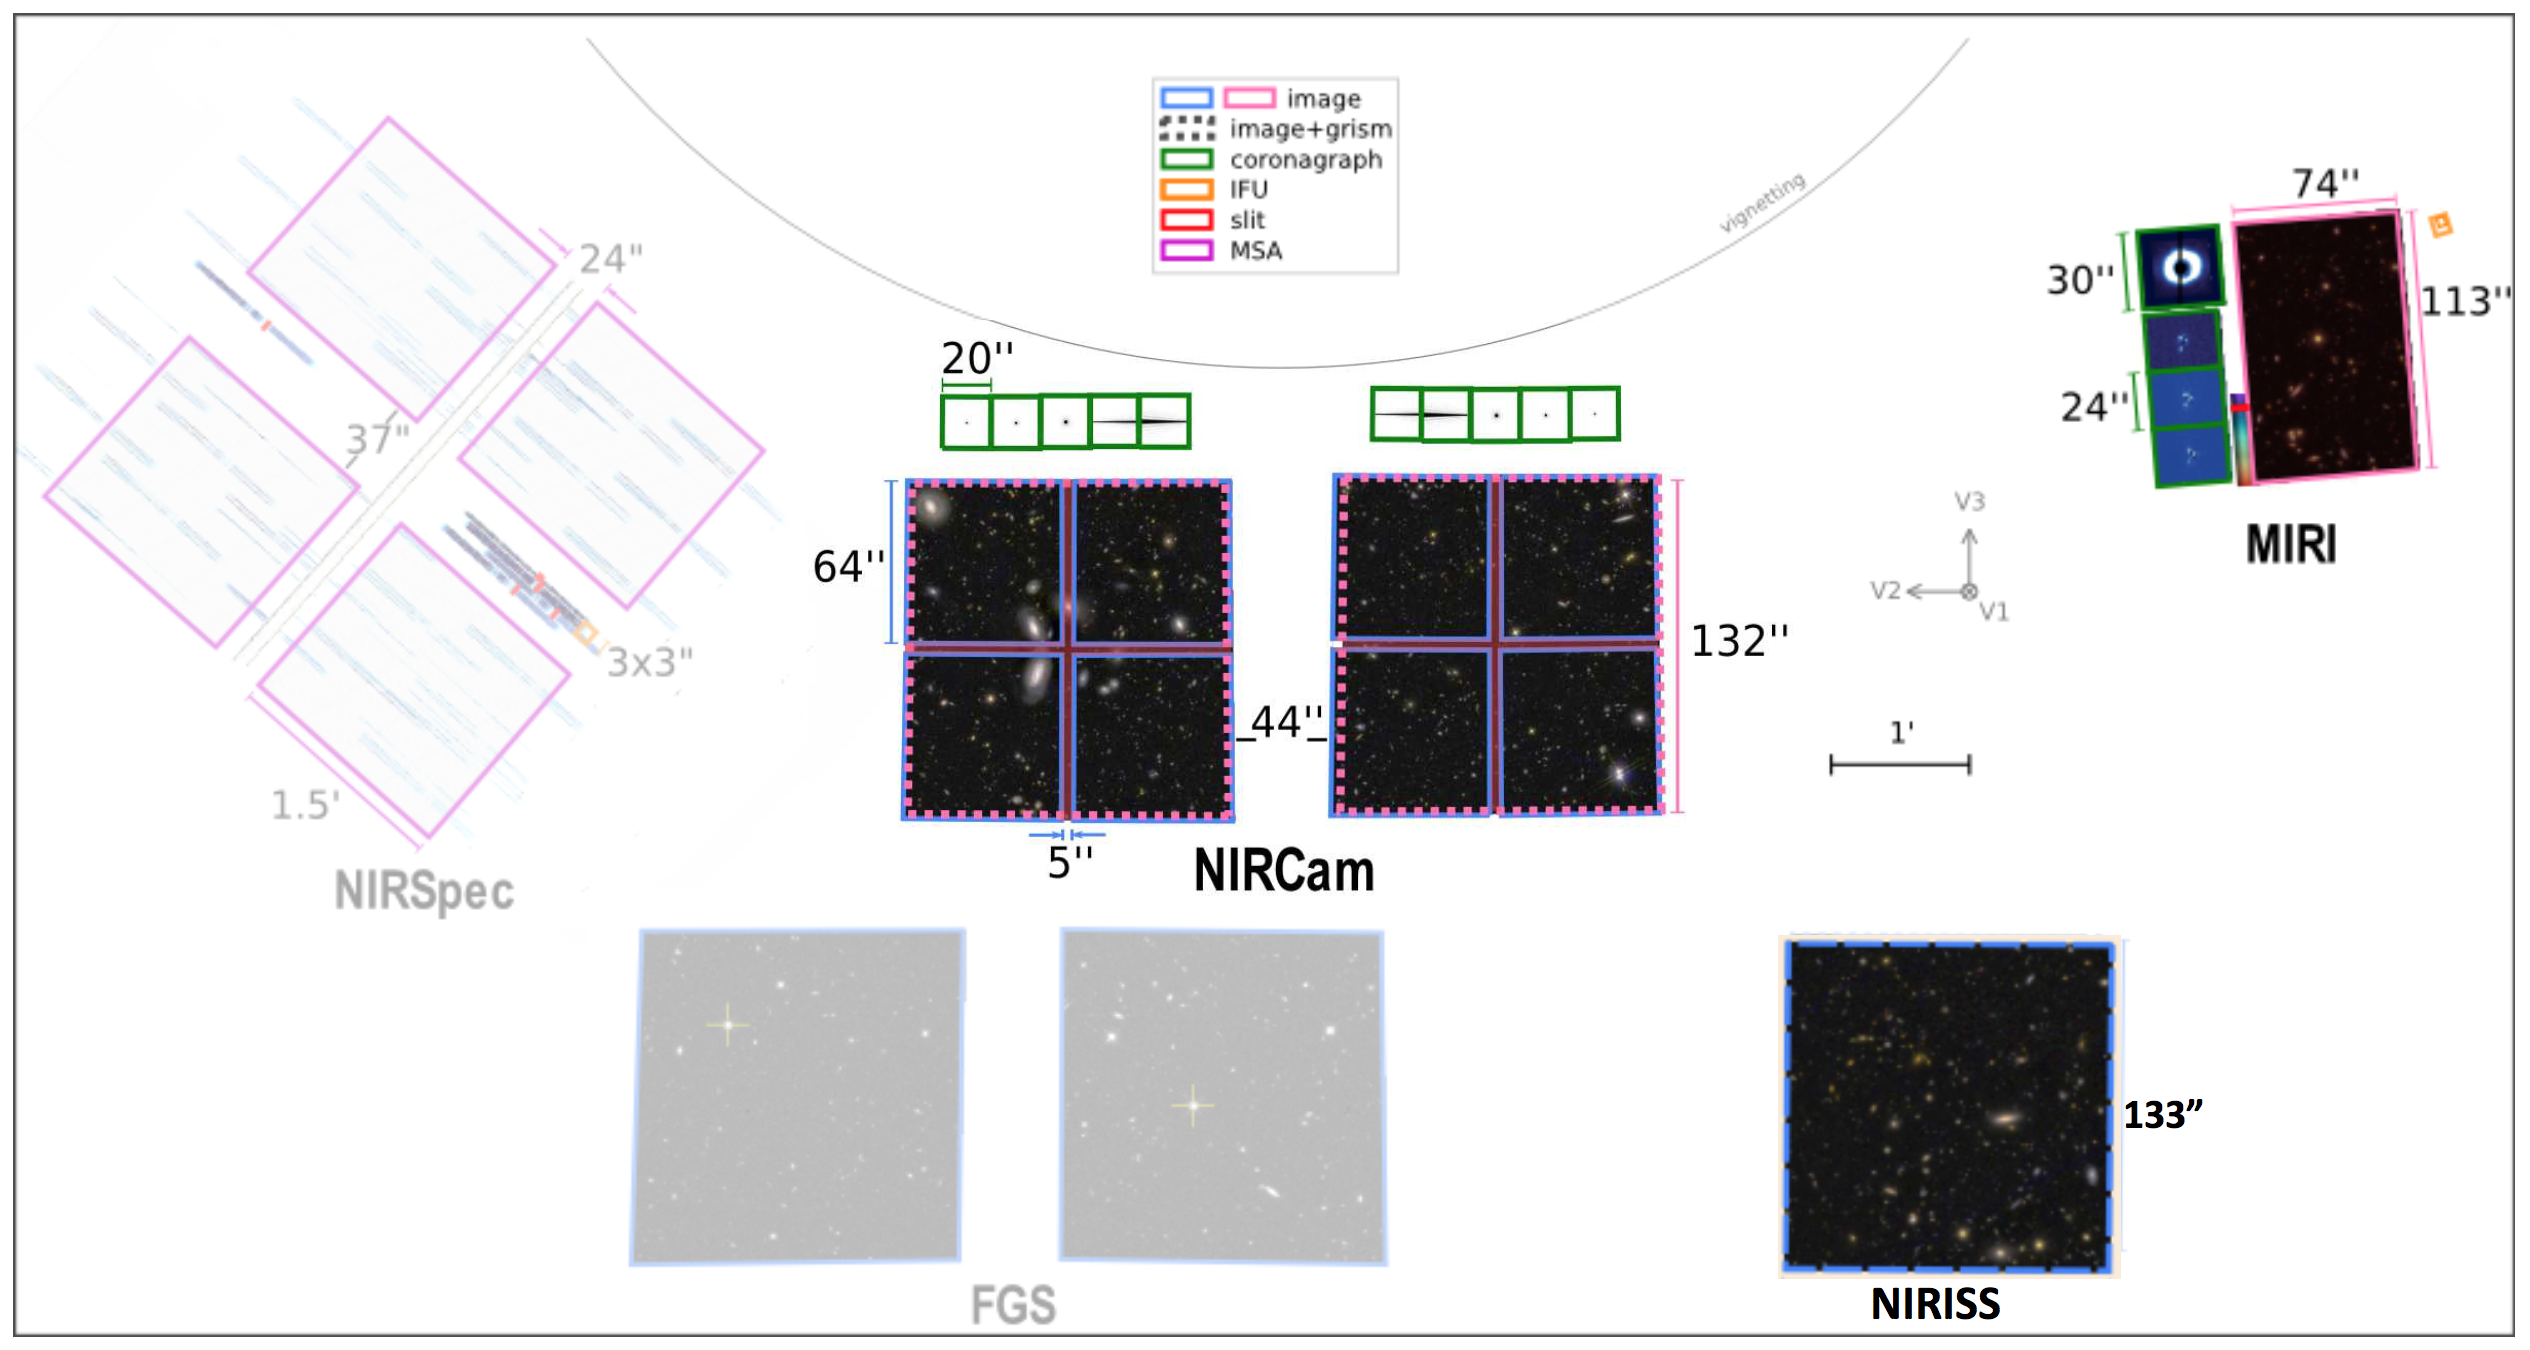 image
image+grism
coronagraph
IFU
slit
MSA
vignetting
74''
30''
113''
24''
MIRI
24"
37"
3x3"
1.5'
NIRSpec
20''
64''
44''
132''
5''
NIRCam
V3
V2
V1
1'
FGS
133”
NIRISS